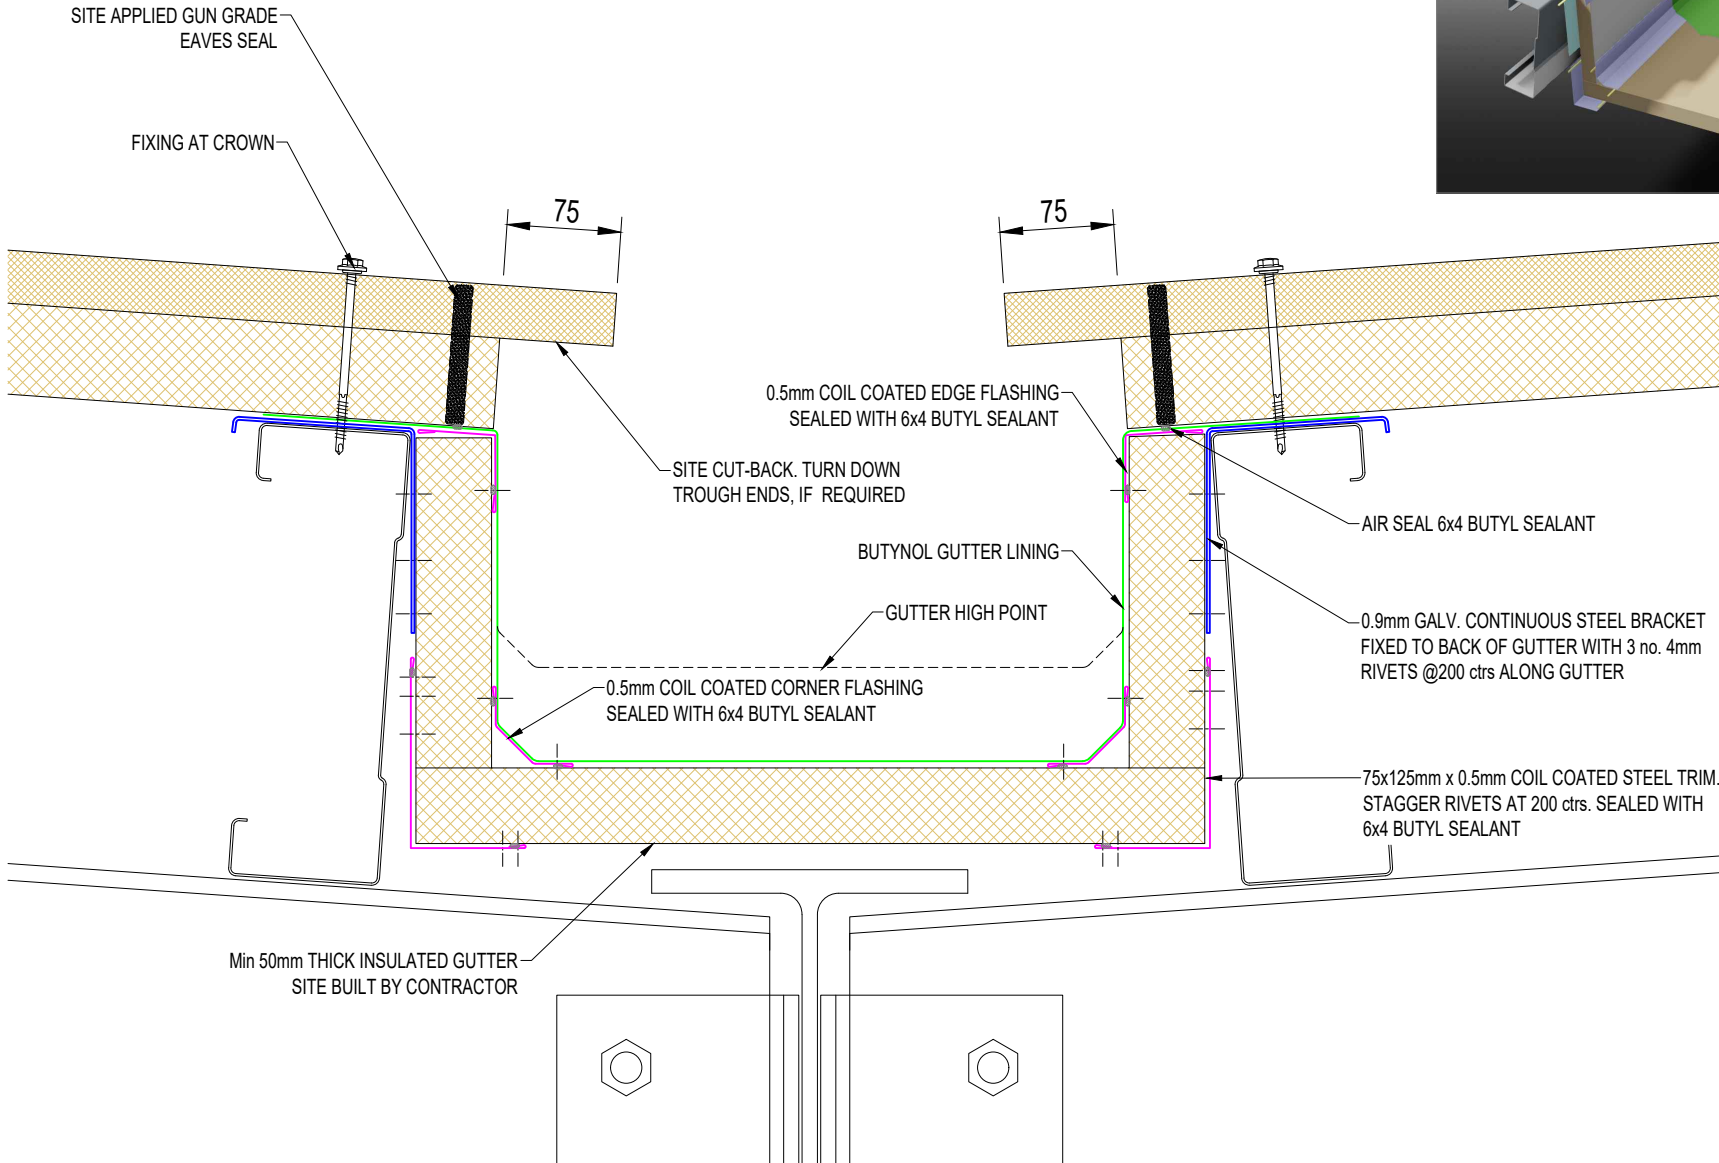 SITE APPLIED GUN GRADE
EAVES SEAL
FIXING AT CROWN
75
75
0.5mm COIL COATED EDGE FLASHING
SEALED WITH 6x4 BUTYL SEALANT
SITE CUT-BACK. TURN DOWN
TROUGH ENDS, IF REQUIRED
AIR SEAL 6x4 BUTYL SEALANT
BUTYNOL GUTTER LINING
GUTTER HIGH POINT
0.9mm GALV. CONTINUOUS STEEL BRACKET
FIXED TO BACK OF GUTTER WITH 3 no. 4mm
RIVETS @200 ctrs ALONG GUTTER
0.5mm COIL COATED CORNER FLASHING
SEALED WITH 6x4 BUTYL SEALANT
75x125mm x 0.5mm COIL COATED STEEL TRIM.
STAGGER RIVETS AT 200 ctrs. SEALED WITH
6x4 BUTYL SEALANT
Min 50mm THICK INSULATED GUTTER
SITE BUILT BY CONTRACTOR